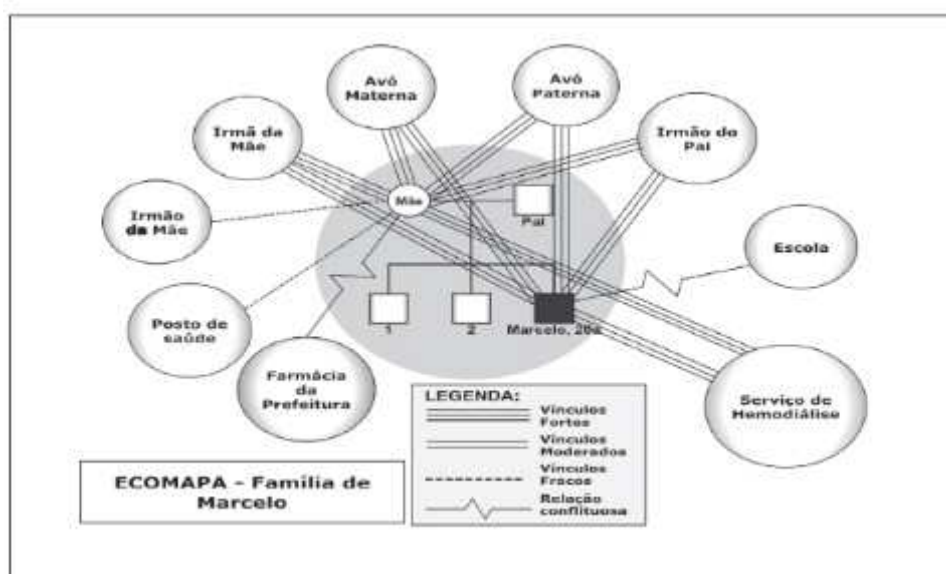 Avó
Materna
Avó
Paterna
Irmã da
Mãe
Irmão do
Pai
Mãe
Pai
Irmão
da Mãe
Escola
Posto de
saúde
1
2
Marcelo, 20a
Farmácia
da
Prefeitura
Serviço de
Hemodiálise
LEGENDA:
Vínculos
Fortes
Vínculos
Moderados
Vínculos
Fracos
Relação
conflituosa
ECOMAPA - Família de
Marcelo